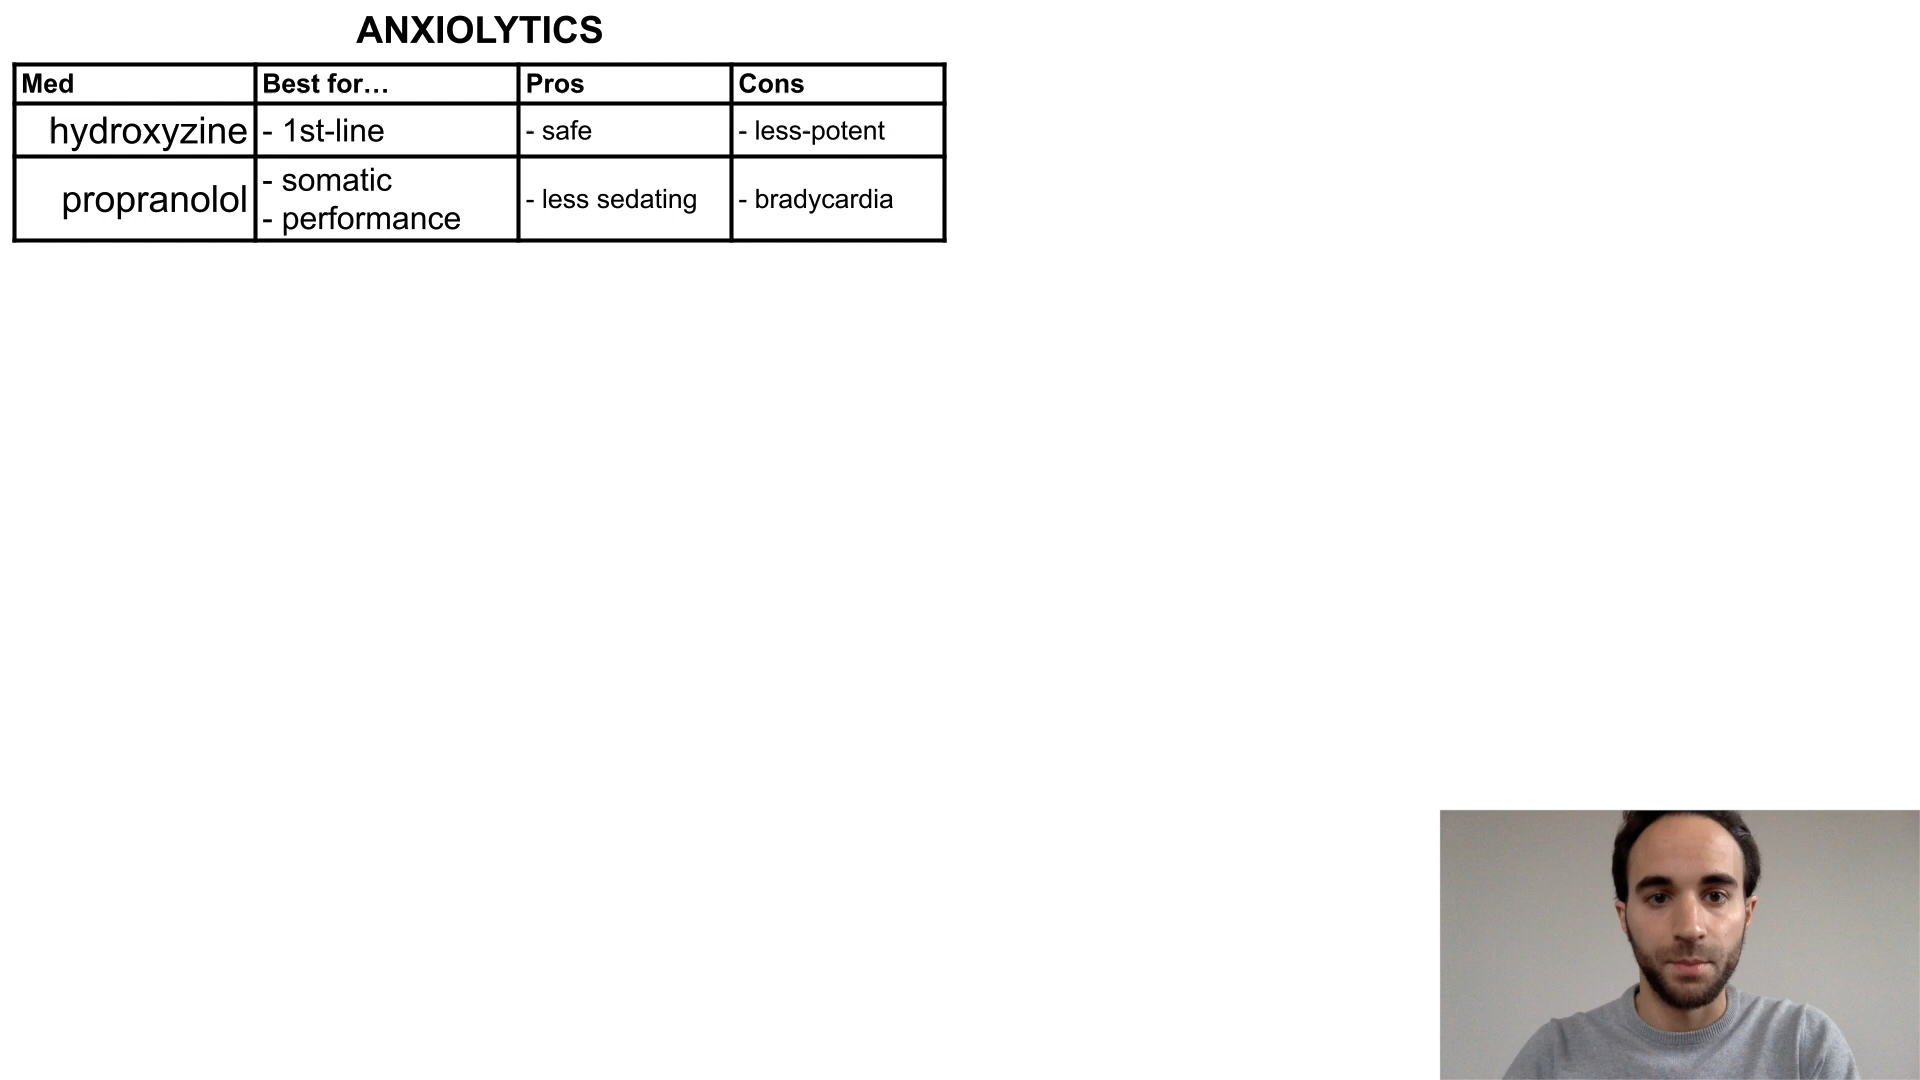 ANXIOLYTICS
Med Best for… Pros Cons
hydroxyzine - 1st-line - safe - less-potent
propranolol - somatic
- performance - less sedating - bradycardia